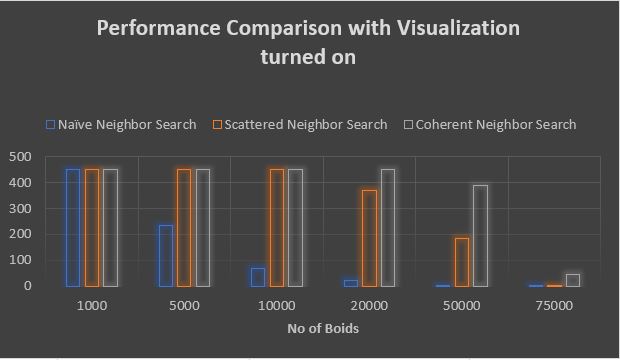 Performance Comparison with Visualization
turned on
Naïve Neighbor Search Scattered Neighbor Search Coherent Neighbor Search
500
400
300
200
100
0
1000 5000 10000 20000 50000 75000
No of Boids